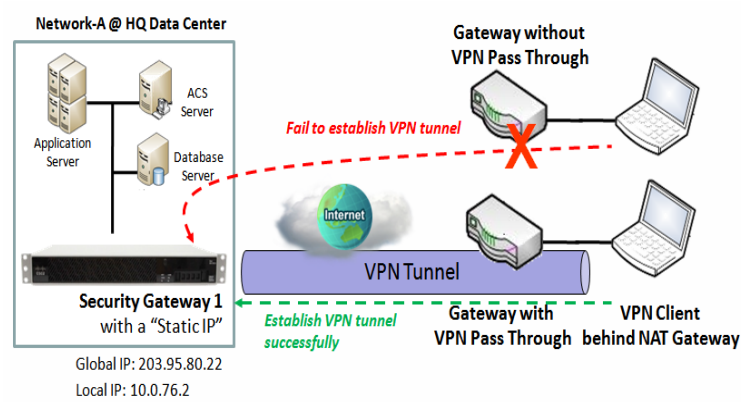 Network-A @ HQ Data Center
Gateway without
VPN Pass Through
ACS
Server
Application
Server
Database
Server
Fail to establish VPN tunnel
X
Internet
VPN Tunnel
Security Gateway 1
with a “Static IP”
Establish VPN tunnel
successfully
Gateway with
VPN Pass Through
VPN Client
behind NAT Gateway
Global IP: 203.95.80.22
Local IP: 10.0.76.2